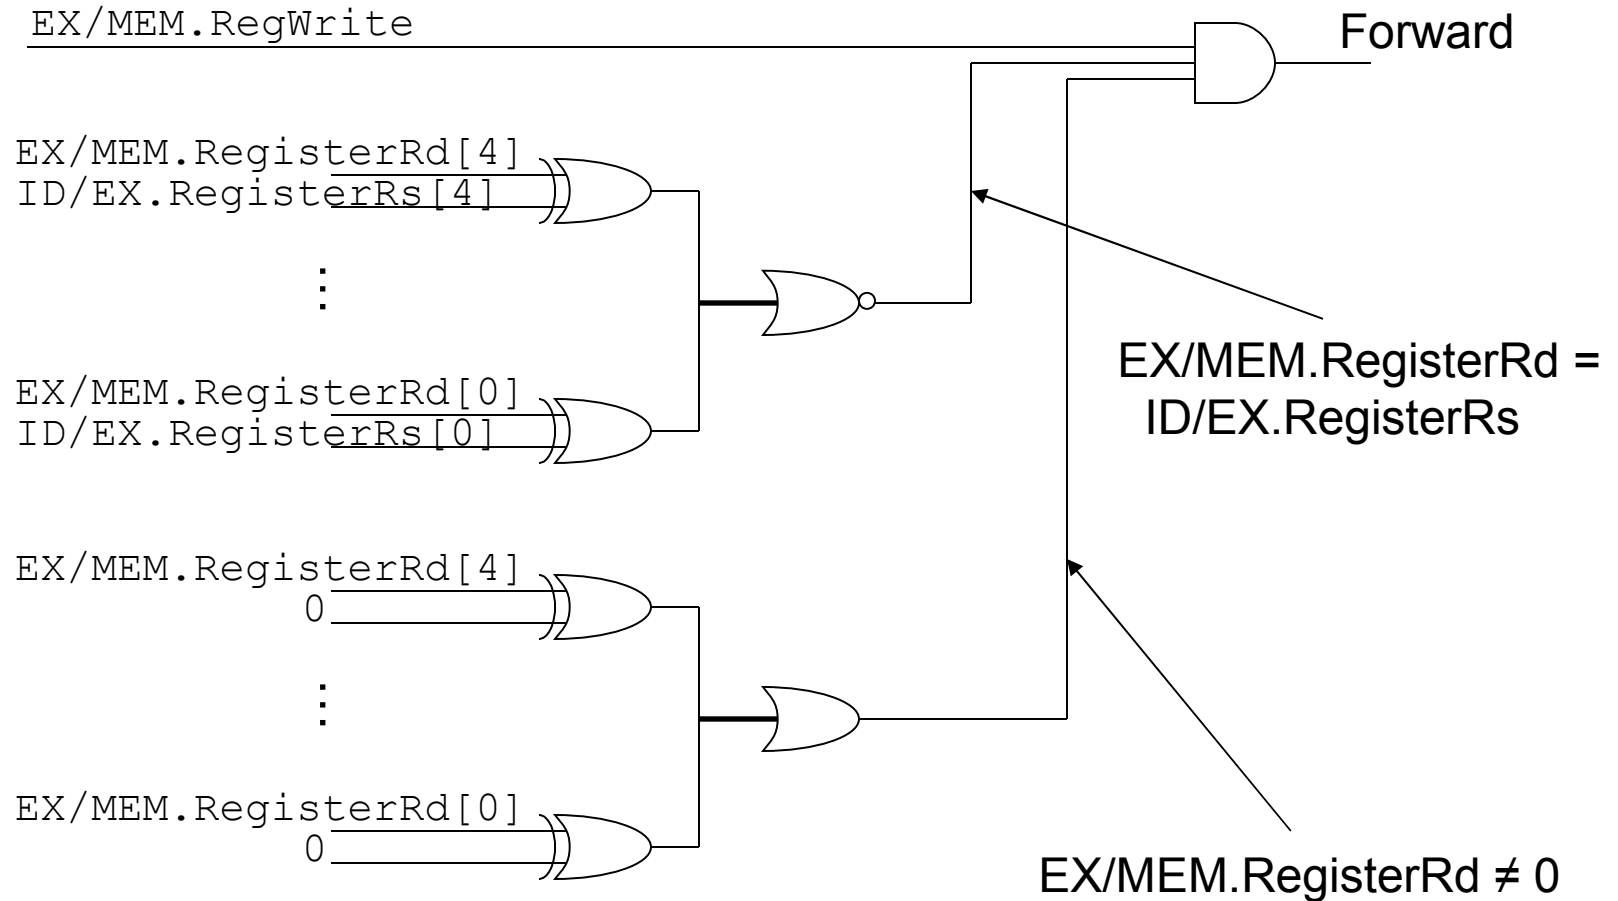 EX/MEM.RegWrite
Forward
EX/MEM.RegisterRd[4]
ID/EX.RegisterRs[4]
⋮
EX/MEM.RegisterRd[0]
ID/EX.RegisterRs[0]
EX/MEM.RegisterRd =
ID/EX.RegisterRs
EX/MEM.RegisterRd[4]
0
⋮
EX/MEM.RegisterRd[0]
0
EX/MEM.RegisterRd ≠ 0